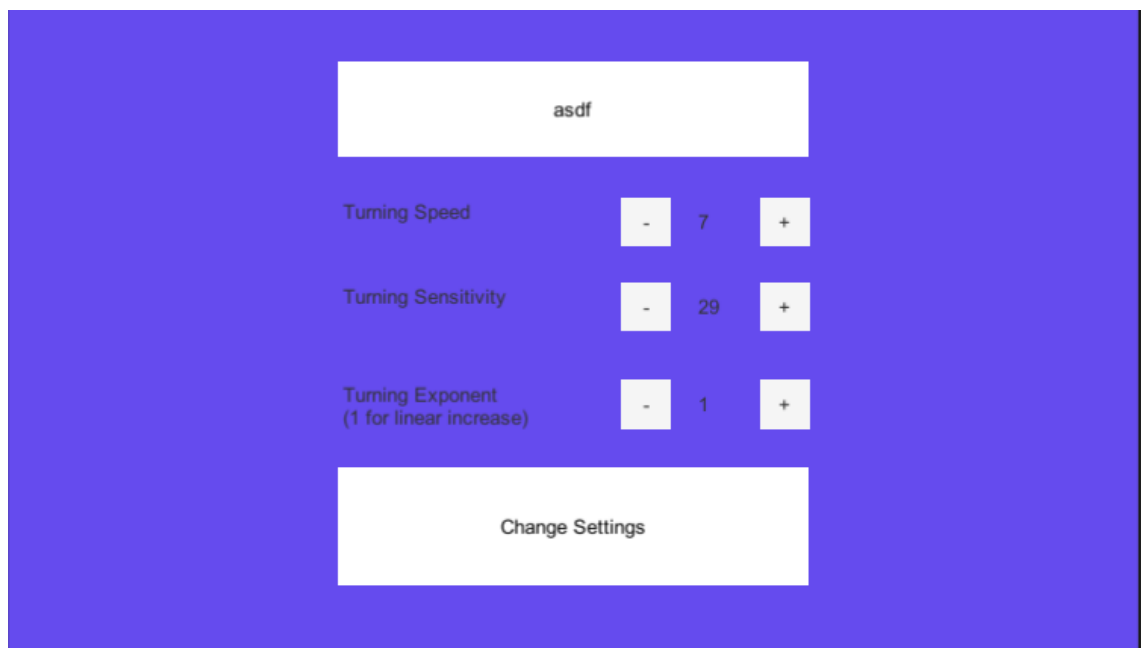 asdf
Turning Speed - 7 +
Turning Sensitivity - 29 +
Turning Exponent
(1 for linear increase) - 1 +
Change Settings